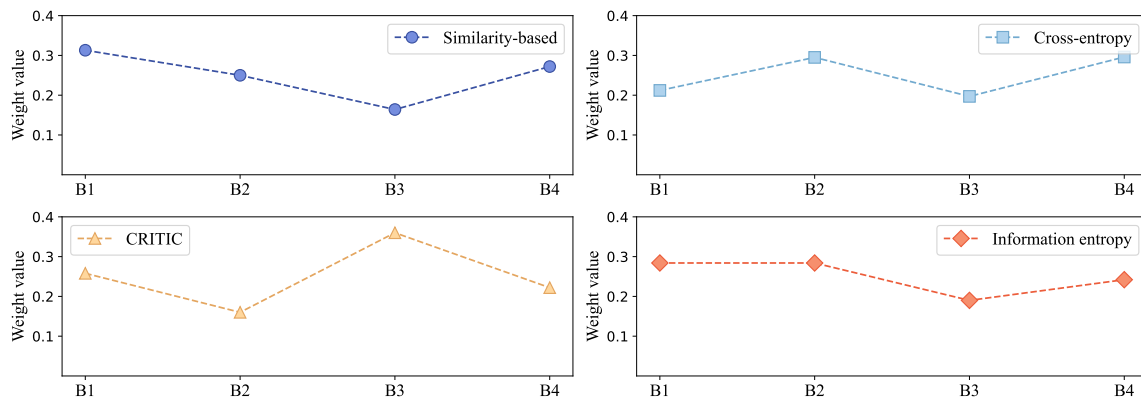 0.4
0.3
0.2
0.1
Weight value
Similarity-based
B1 B2 B3 B4
0.4
0.3
0.2
0.1
Weight value
Cross-entropy
B1 B2 B3 B4
0.4
0.3
0.2
0.1
Weight value
CRITIC
B1 B2 B3 B4
0.4
0.3
0.2
0.1
Weight value
Information entropy
B1 B2 B3 B4